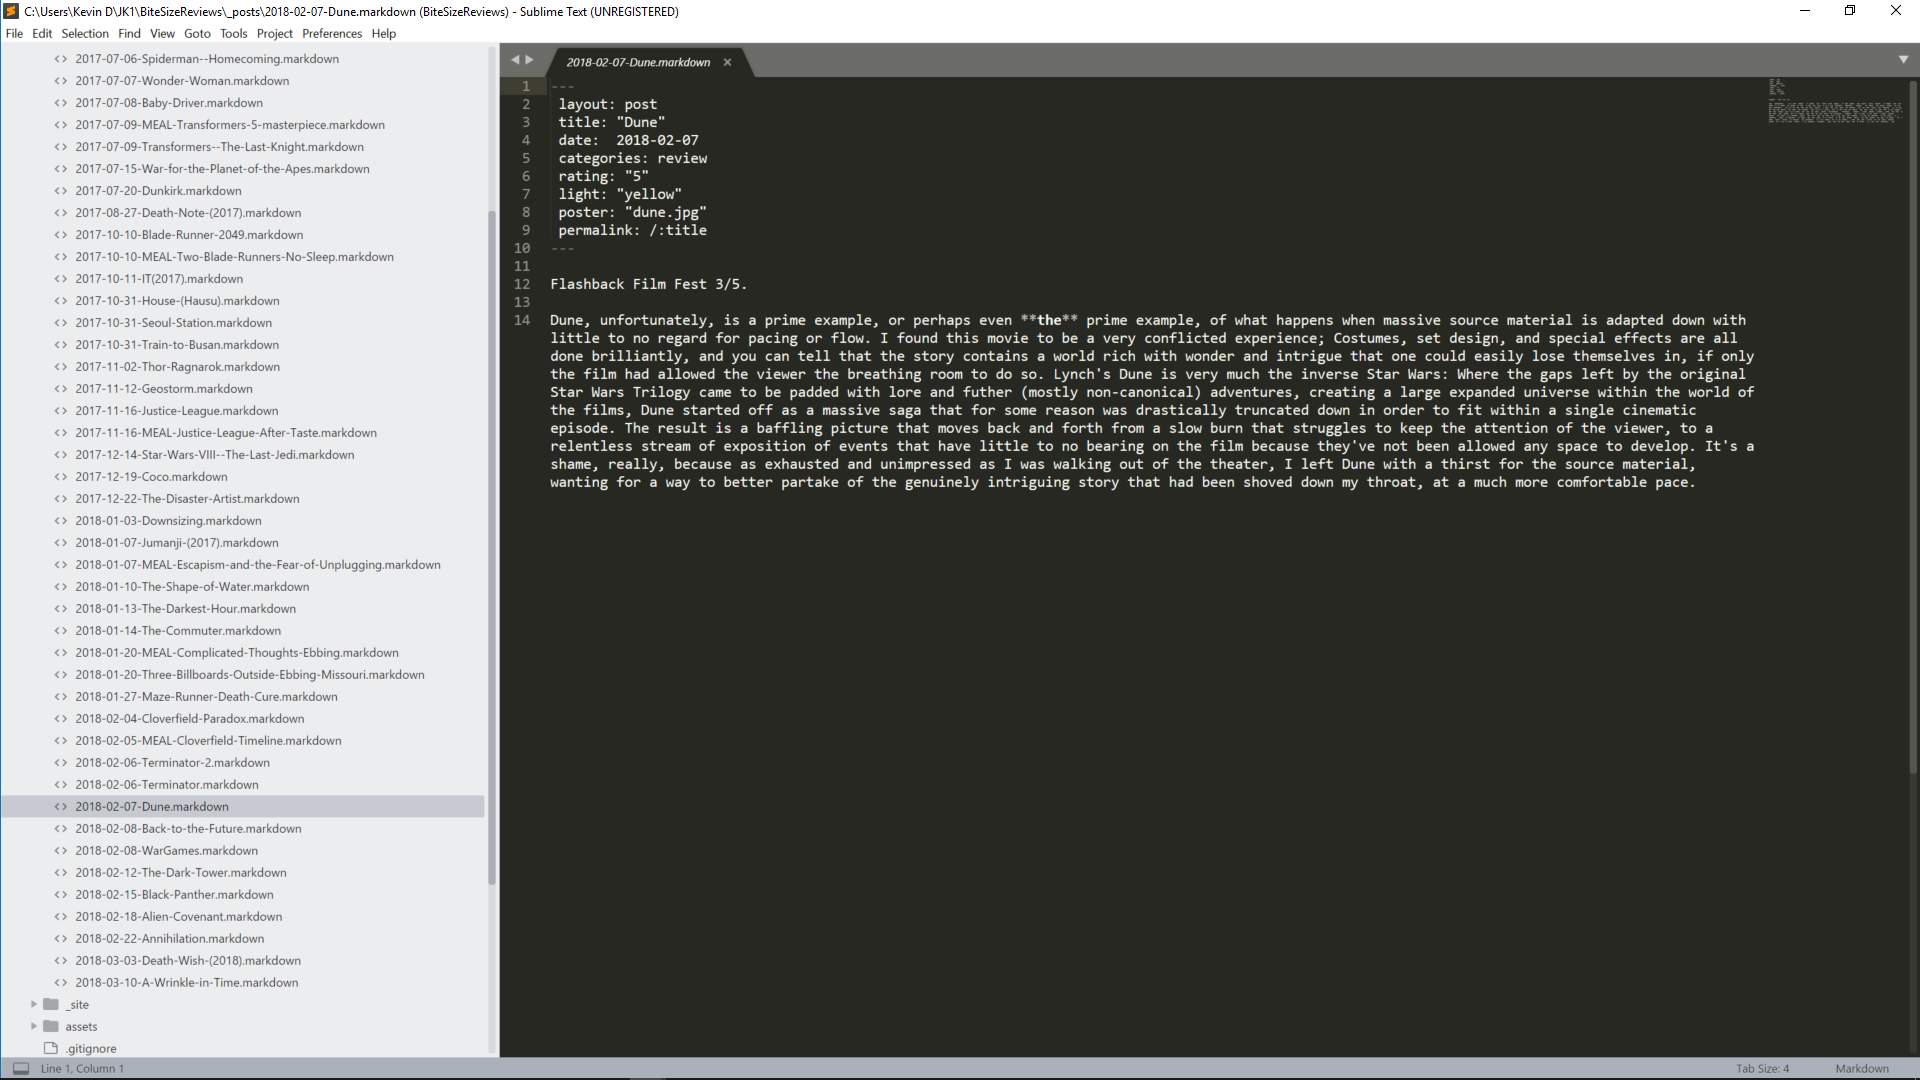 C:\Users\Kevin D\JK1\BiteSizeReviews\_posts\2018-02-07-Dune.markdown (BiteSizeReviews) - Sublime Text (UNREGISTERED)
File Edit Selection Find View Goto Tools Project Preferences Help
2017-07-06-Spiderman--Homecoming.markdown
2017-07-07-Wonder-Woman.markdown
2017-07-08-Baby-Driver.markdown
2017-07-09-MEAL-Transformers-5-masterpiece.markdown
2017-07-09-Transformers--The-Last-Knight.markdown
2017-07-15-War-for-the-Planet-of-the-Apes.markdown
2017-07-20-Dunkirk.markdown
2017-08-27-Death-Note-(2017).markdown
2017-10-10-Blade-Runner-2049.markdown
2017-10-10-MEAL-Two-Blade-Runners-No-Sleep.markdown
2017-10-11-IT(2017).markdown
2017-10-31-House-(Hausu).markdown
2017-10-31-Seoul-Station.markdown
2017-10-31-Train-to-Busan.markdown
2017-11-02-Thor-Ragnarok.markdown
2017-11-12-Geostorm.markdown
2017-11-16-Justice-League.markdown
2017-11-16-MEAL-Justice-League-After-Taste.markdown
2017-12-14-Star-Wars-VIII--The-Last-Jedi.markdown
2017-12-19-Coco.markdown
2017-12-22-The-Disaster-Artist.markdown
2018-01-03-Downsizing.markdown
2018-01-07-Jumanji-(2017).markdown
2018-01-07-MEAL-Escapism-and-the-Fear-of-Unplugging.markdown
2018-01-10-The-Shape-of-Water.markdown
2018-01-13-The-Darkest-Hour.markdown
2018-01-14-The-Commuter.markdown
2018-01-20-MEAL-Complicated-Thoughts-Ebbing.markdown
2018-01-20-Three-Billboards-Outside-Ebbing-Missouri.markdown
2018-01-27-Maze-Runner-Death-Cure.markdown
2018-02-04-Cloverfield-Paradox.markdown
2018-02-05-MEAL-Cloverfield-Timeline.markdown
2018-02-06-Terminator-2.markdown
2018-02-06-Terminator.markdown
2018-02-07-Dune.markdown
2018-02-08-Back-to-the-Future.markdown
2018-02-08-WarGames.markdown
2018-02-12-The-Dark-Tower.markdown
2018-02-15-Black-Panther.markdown
2018-02-18-Alien-Covenant.markdown
2018-02-22-Annihilation.markdown
2018-03-03-Death-Wish-(2018).markdown
2018-03-10-A-Wrinkle-in-Time.markdown
_site
assets
.gitignore
2018-02-07-Dune.markdown
1 ---
2 layout: post
3 title: "Dune"
4 date:  2018-02-07
5 categories: review
6 rating: "5"
7 light: "yellow"
8 poster: "dune.jpg"
9 permalink: /:title
10 ---
11
12 Flashback Film Fest 3/5.
13
14 Dune, unfortunately, is a prime example, or perhaps even **the** prime example, of what happens when massive source material is adapted down with
little to no regard for pacing or flow. I found this movie to be a very conflicted experience; Costumes, set design, and special effects are all
done brilliantly, and you can tell that the story contains a world rich with wonder and intrigue that one could easily lose themselves in, if only
the film had allowed the viewer the breathing room to do so. Lynch's Dune is very much the inverse Star Wars: Where the gaps left by the original
Star Wars Trilogy came to be padded with lore and futher (mostly non-canonical) adventures, creating a large expanded universe within the world of
the films, Dune started off as a massive saga that for some reason was drastically truncated down in order to fit within a single cinematic
episode. The result is a baffling picture that moves back and forth from a slow burn that struggles to keep the attention of the viewer, to a
relentless stream of exposition of events that have little to no bearing on the film because they've not been allowed any space to develop. It's a
shame, really, because as exhausted and unimpressed as I was walking out of the theater, I left Dune with a thirst for the source material,
wanting for a way to better partake of the genuinely intriguing story that had been shoved down my throat, at a much more comfortable pace.
Line 1, Column 1
Tab Size: 4
Markdown